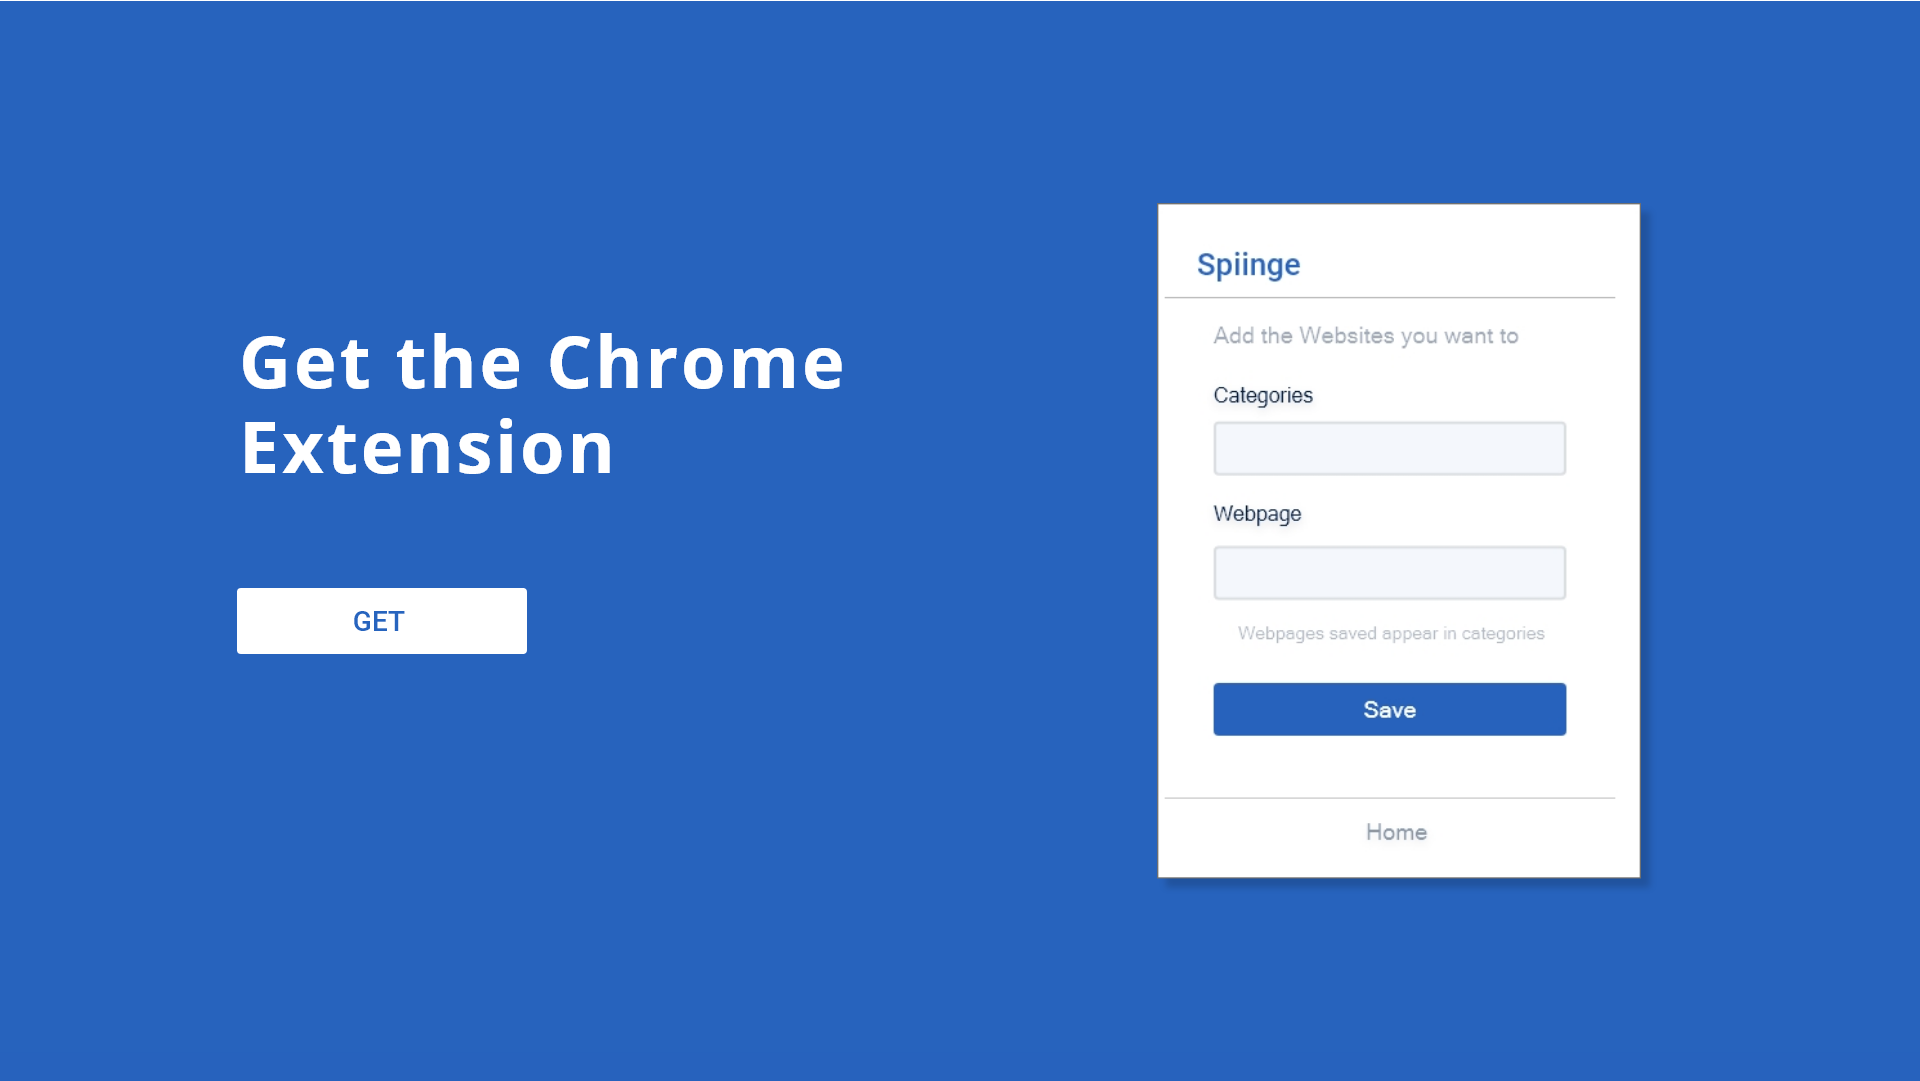 Get the Chrome
Extension
GET
Spiinge
Add the Websites you want to
Categories
Webpage
Webpages saved appear in categories
Save
Home